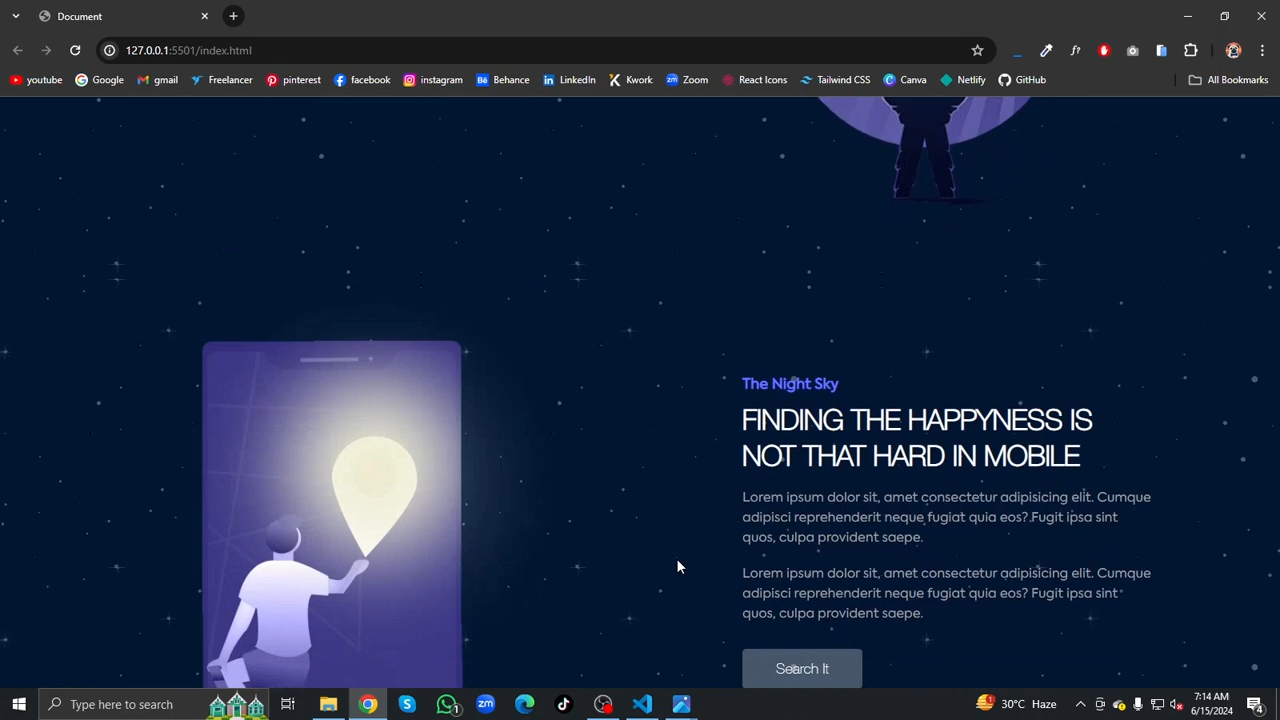 Document
127.0.0.1:5501/index.html
f?
youtube
Google
gmail
Freelancer
pinterest
facebook
instagram
Bē
Behance
LinkedIn
Kwork
zm
Zoom
React Icons
Tailwind CSS
Canva
Netlify
GitHub
All Bookmarks
The Night Sky
FINDING THE HAPPYNESS IS
NOT THAT HARD IN MOBILE
Lorem ipsum dolor sit, amet consectetur adipisicing elit. Cumque
adipisci reprehenderit neque fugiat quia eos? Fugit ipsa sint
quos, culpa provident saepe.
Lorem ipsum dolor sit, amet consectetur adipisicing elit. Cumque
adipisci reprehenderit neque fugiat quia eos? Fugit ipsa sint
quos, culpa provident saepe.
Search It
Type here to search
1
zm
30°C Haze
7:14 AM
6/15/2024
4